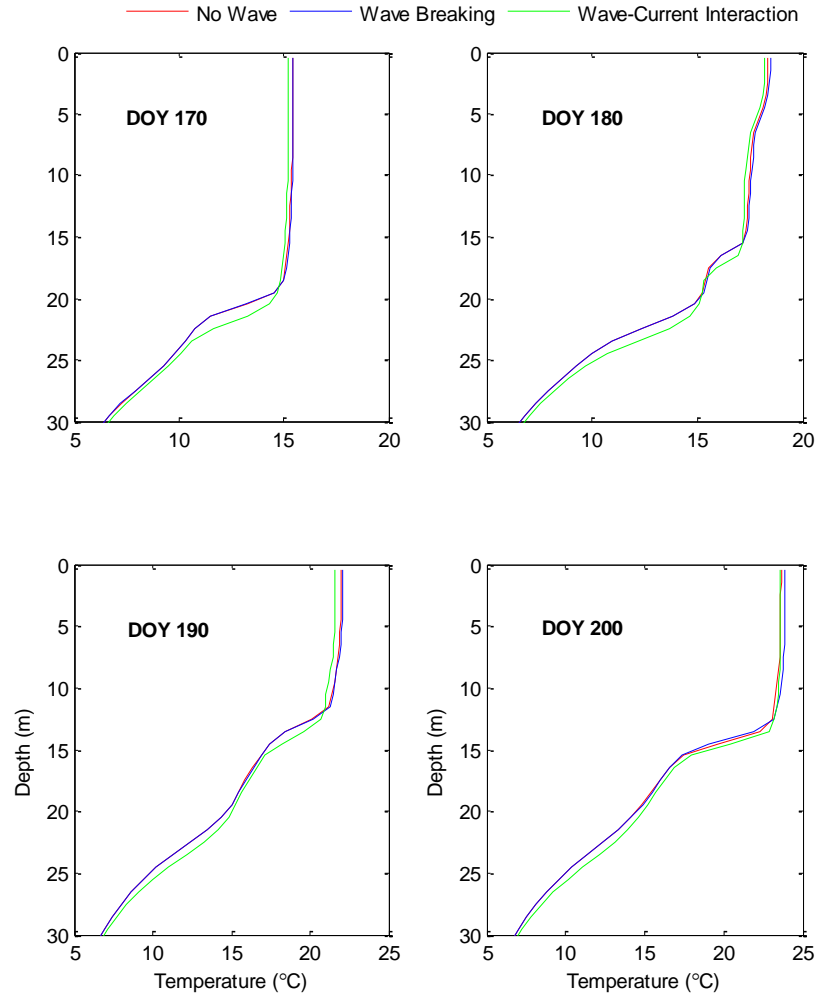 No Wave Wave Breaking Wave-Current Interaction
0
5
10
15
20
25
30
DOY 170
5 10 15 20
0
5
10
15
20
25
30
DOY 180
5 10 15 20
0
5
10
15
20
25
30
Depth (m)
DOY 190
5 10 15 20 25
Temperature (°C)
0
5
10
15
20
25
30
Depth (m)
DOY 200
5 10 15 20 25
Temperature (°C)